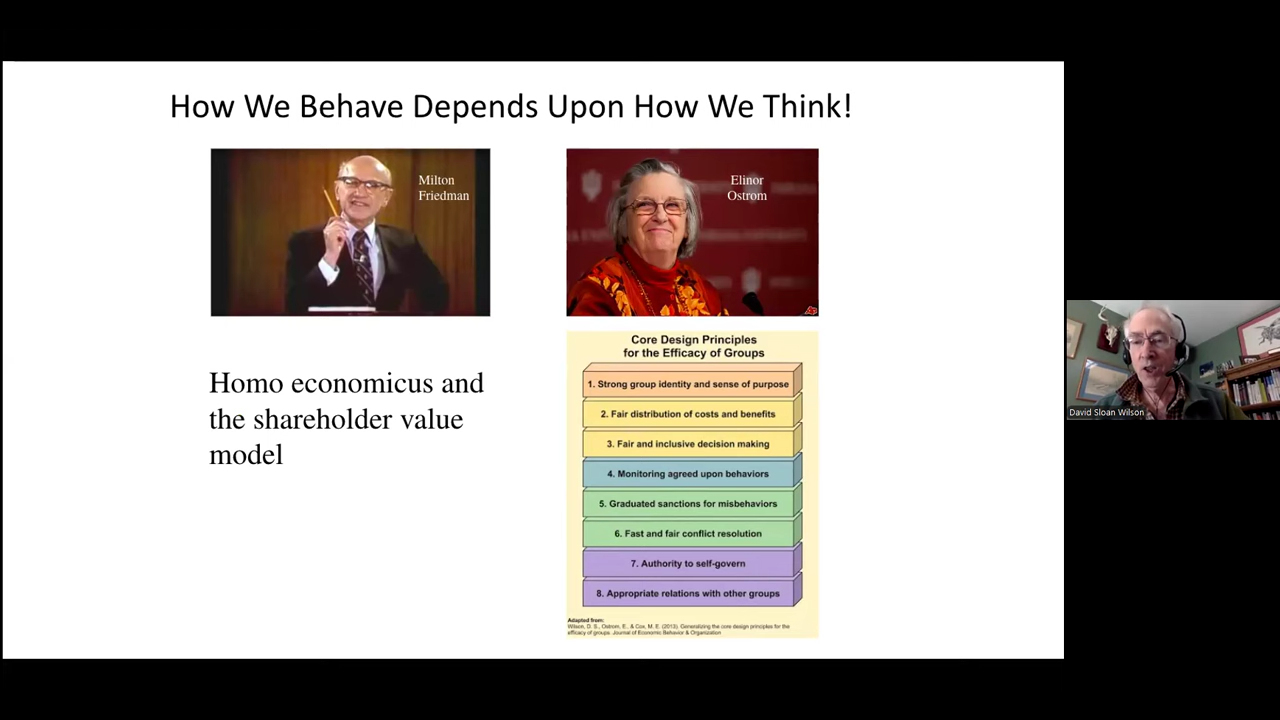 How We Behave Depends Upon How We Think!
Milton
Friedman
Elinor
Ostrom
Homo economicus and
the shareholder value
model
Core Design Principles
for the Efficacy of Groups
1. Strong group identity and sense of purpose
2. Fair distribution of costs and benefits
3. Fair and inclusive decision making
4. Monitoring agreed upon behaviors
5. Graduated sanctions for misbehaviors
6. Fast and fair conflict resolution
7. Authority to self-govern
8. Appropriate relations with other groups
Adapted from:
Wilson, D. S., Ostrom, E., & Cox, M. E. (2013). Generalizing the core design principles for the
efficacy of groups. Journal of Economic Behavior & Organization
David Sloan Wilson